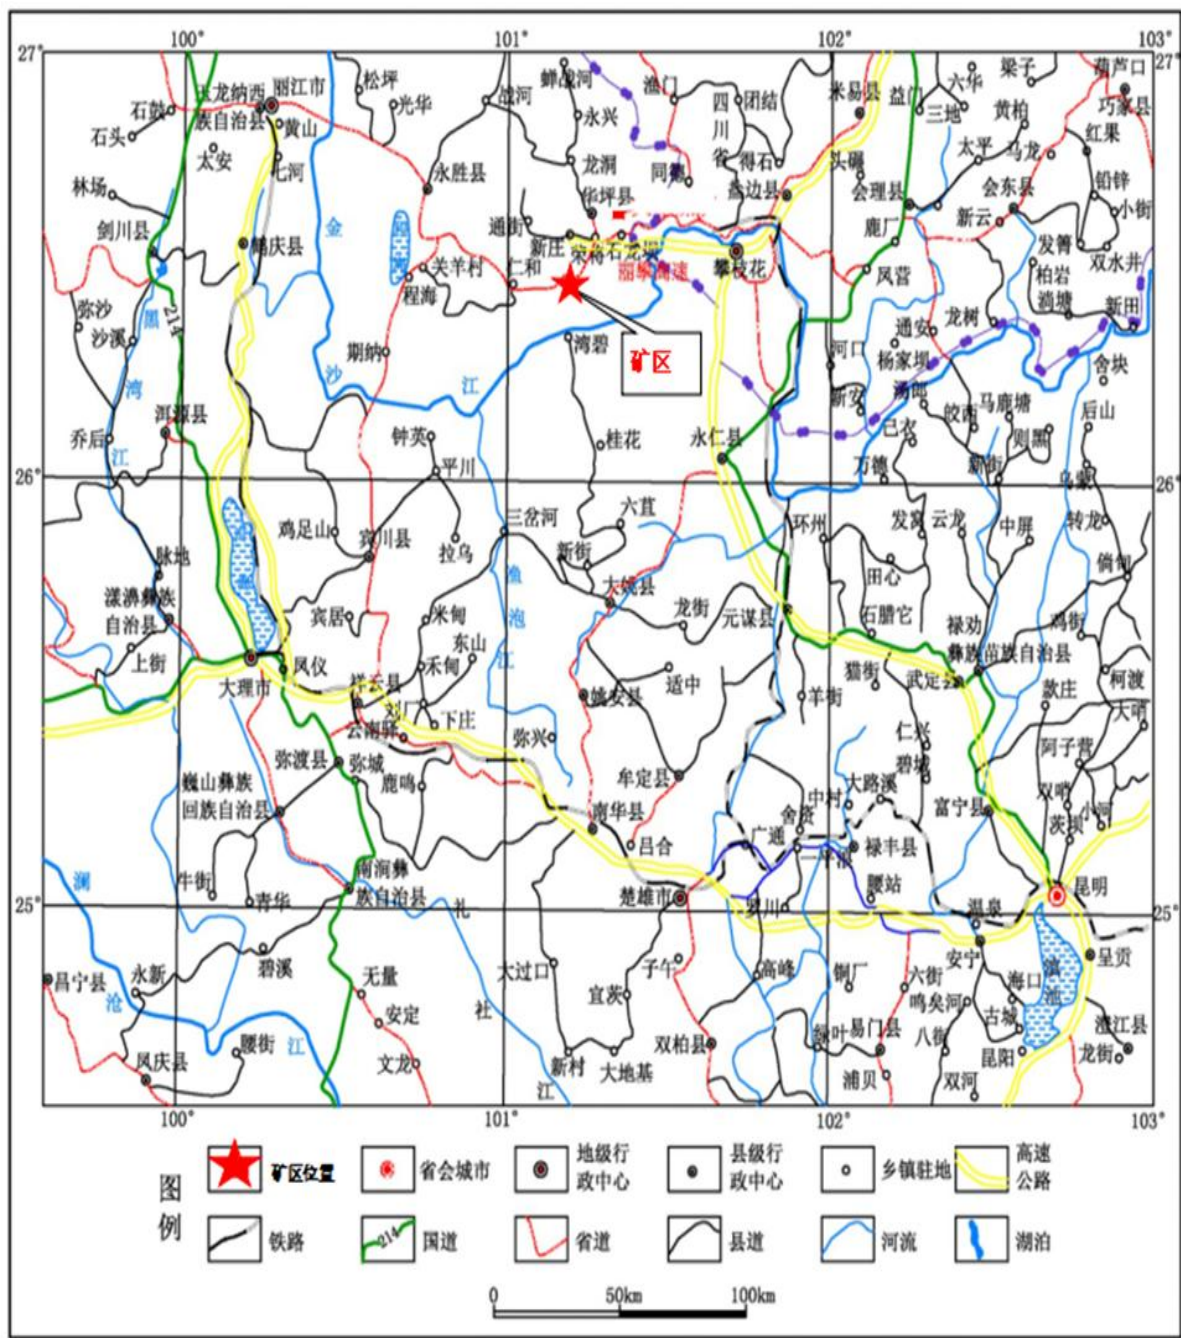 100°
101°
102°
103°
27°
27°
玉龙纳西
族自治县
丽江市
松坪
光华
战河
蝉战河
永兴
渔门
四川省
团结
米易县
益门
六华
三地
梁子
黄柏
葫芦口
巧家县
石鼓
石头
黄山
太安
七河
永胜县
龙洞
华坪县
同德
得石
盐边县
会理县
太平
马龙
红果
会东县
铅锌
小街
林场
剑川县
鹤庆县
金
通街
新庄
荣将
石龙坝
丽攀高速
攀枝花
鹿厂
新云
发箐
柏岩
双水井
弥沙
沙溪
黑
214
关羊村
程海
仁和
凤营
通安
龙树
淌塘
新田
期纳
沙
江
湾碧
矿区
河口
杨家坝
舍块
湾
洱源县
新安
汤郎
皎西
马鹿塘
后山
乔后
江
钟英
平川
桂花
永仁县
己衣
则黑
万德
新街
乌蒙
26°
26°
鸡足山
宾川县
拉乌
三岔河
六苴
新街
环州
发窝
云龙
中屏
转龙
倘甸
脉地
漾濞彝族
自治县
上街
渔
泡
江
大姚县
龙街
元谋县
田心
石腊它
禄劝
彝族苗族自治县
鸡街
宾居
米甸
东山
禾甸
凤仪
大理市
祥云县
刘厂
下庄
云南驿
姚安县
适中
羊街
猫街
武定县
款庄
柯渡
大哨
弥兴
仁兴
碧城
阿子营
弥渡县
弥城
鹿鸣
巍山彝族
回族自治县
牟定县
中村
大路溪
富宁县
双哨
小河
茨坝
南华县
吕合
舍资
广通
一平浪
禄丰县
澜
牛街
青华
南涧彝
族自治县
礼
楚雄市
罗川
腰站
温泉
昆明
25°
25°
昌宁县
永新
碧溪
无量
大过口
子午
高峰
铜厂
六街
安宁
呈贡
滇
池
海口
沧
江
安定
社
宜茨
鸣矣河
古城
澄江县
凤庆县
腰街
文龙
新村
大地基
双柏县
绿叶
易门县
八街
昆阳
龙街
江
浦贝
双河
100°
101°
102°
103°
图
例
矿区位置
省会城市
地级行
政中心
县级行
政中心
乡镇驻地
高速
公路
铁路
214
国道
省道
县道
河流
湖泊
0
50km
100km